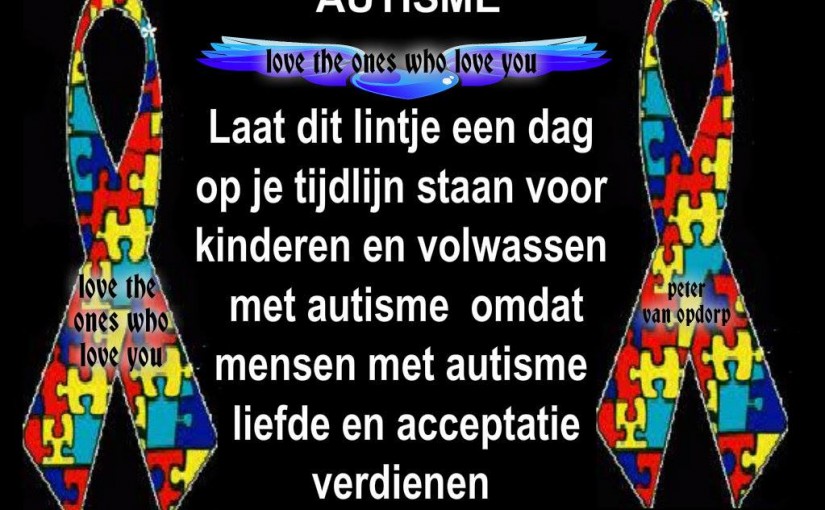 AUTISME
love the ones who love you
Laat dit lintje een dag
op je tijdlijn staan voor
kinderen en volwassen
met autisme omdat
mensen met autisme
liefde en acceptatie
verdienen
love the
ones who
love you
peter
van opdorp